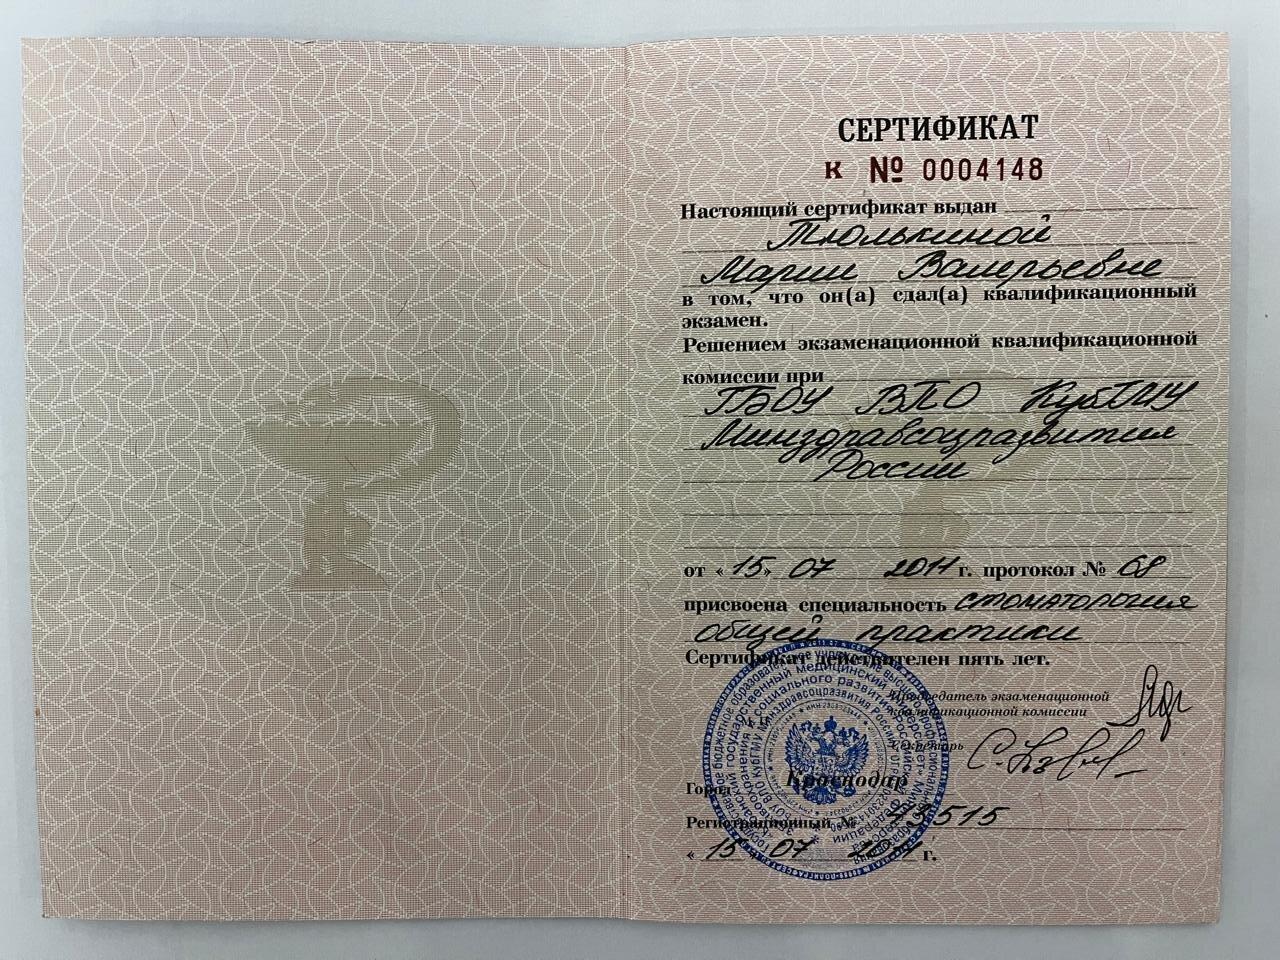 СЕРТИФИКАТ
К № 0004148
Настоящий сертификат выдан
Тлюлькиной
Марии Валерьевне
в том, что он(а) сдал(а) квалификационный
экзамен.
Решением экзаменационной квалификационной
комиссии при
ГБОУ ВПО КубГМУ
Минздравсоцразвития
России
от «15» 07 2011 г. протокол № 68
присвоена специальность стоматология
общей практики
Сертификат действителен пять лет.
Председатель экзаменационной
квалификационной комиссии
Секретарь
Город Краснодар
Регистрационный №
« 15 » 07 2011 г.